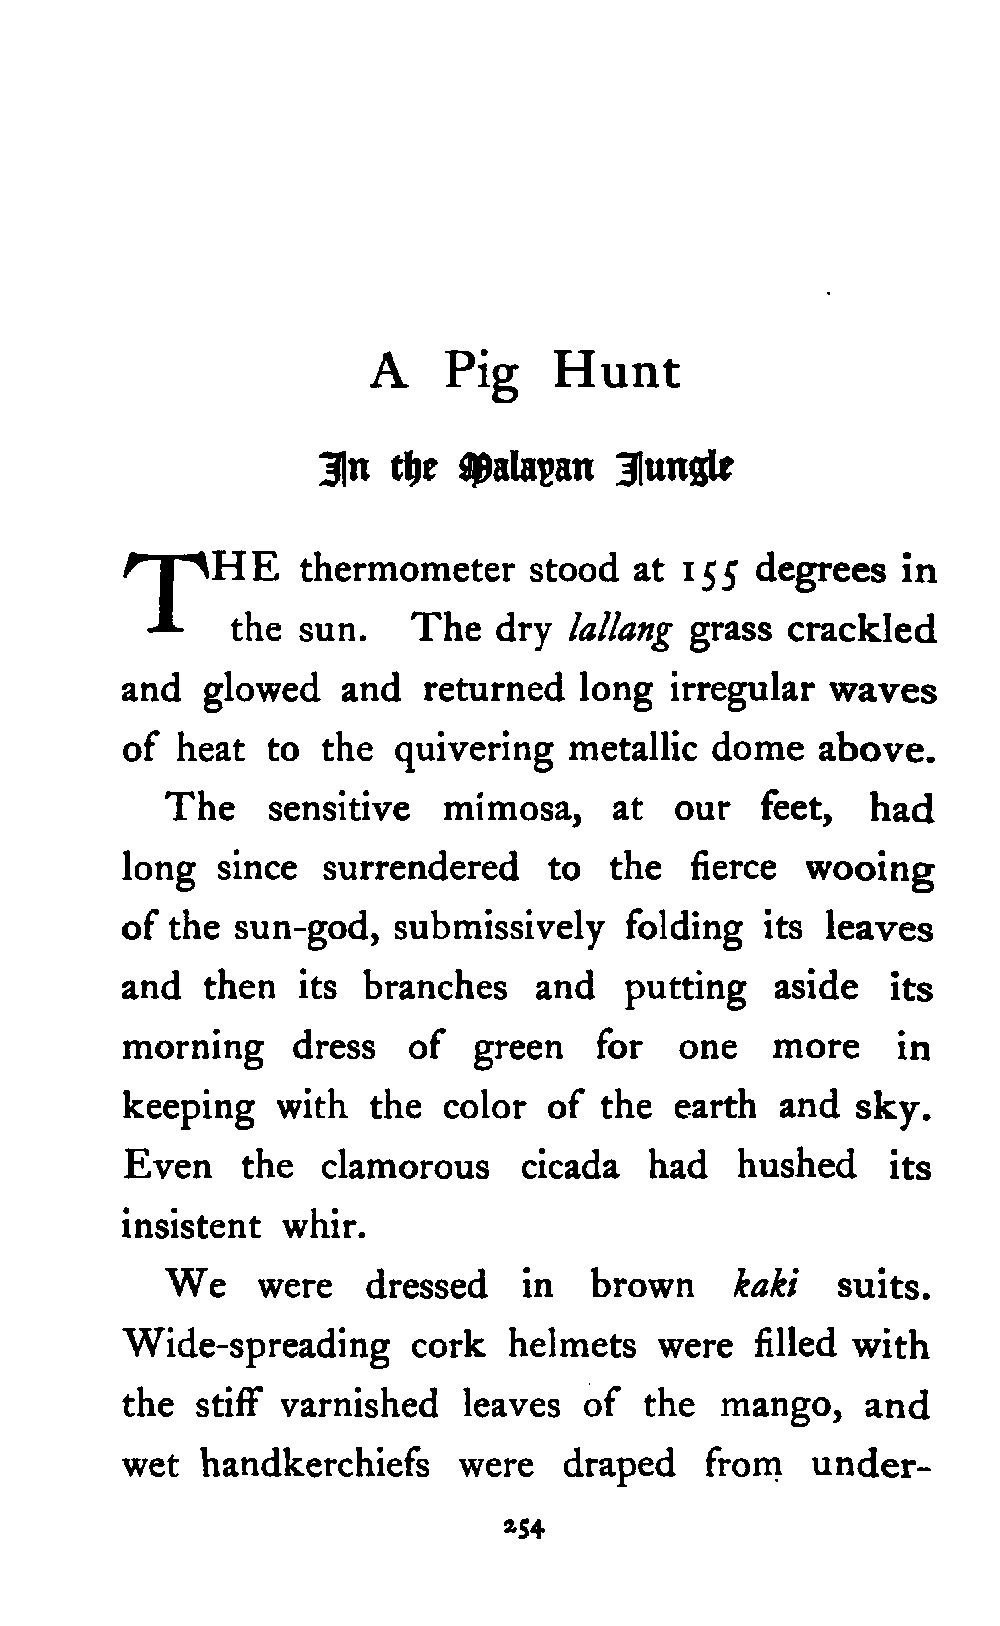 A Pig Hunt
In the Malayan Jungle
THE thermometer stood at 155 degrees in
the sun. The dry lallang grass crackled
and glowed and returned long irregular waves
of heat to the quivering metallic dome above.
The sensitive mimosa, at our feet, had
long since surrendered to the fierce wooing
of the sun-god, submissively folding its leaves
and then its branches and putting aside its
morning dress of green for one more in
keeping with the color of the earth and sky.
Even the clamorous cicada had hushed its
insistent whir.
We were dressed in brown kaki suits.
Wide-spreading cork helmets were filled with
the stiff varnished leaves of the mango, and
wet handkerchiefs were draped from under-
254